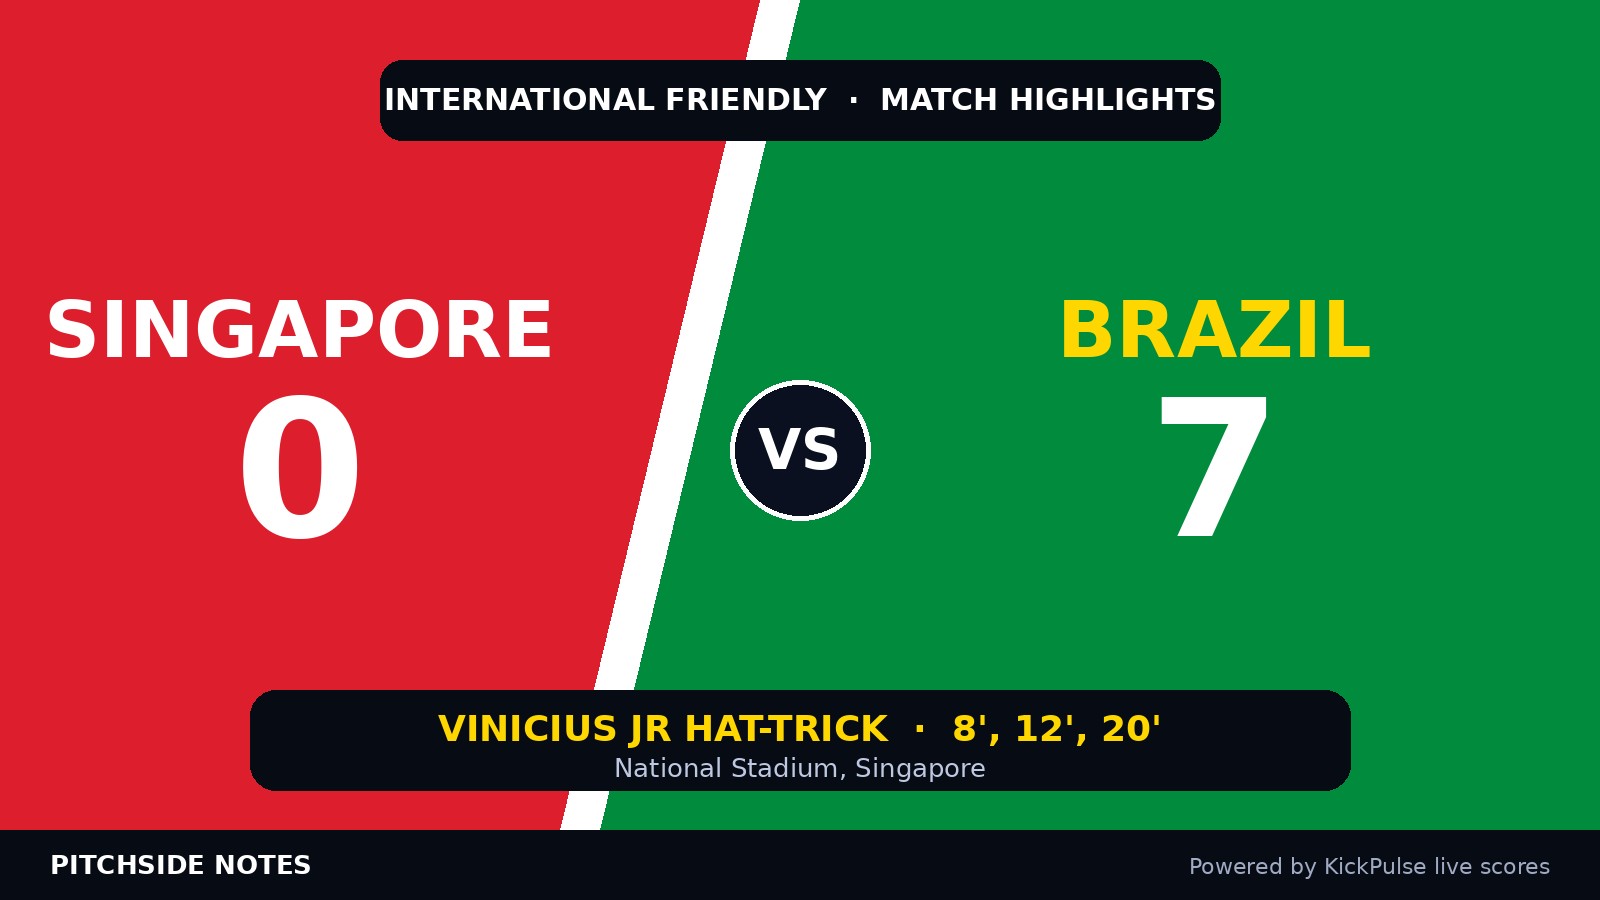 INTERNATIONAL FRIENDLY · MATCH HIGHLIGHTS
SINGAPORE
0
VS
BRAZIL
7
VINICIUS JR HAT-TRICK · 8', 12', 20'
National Stadium, Singapore
PITCHSIDE NOTES
Powered by KickPulse live scores